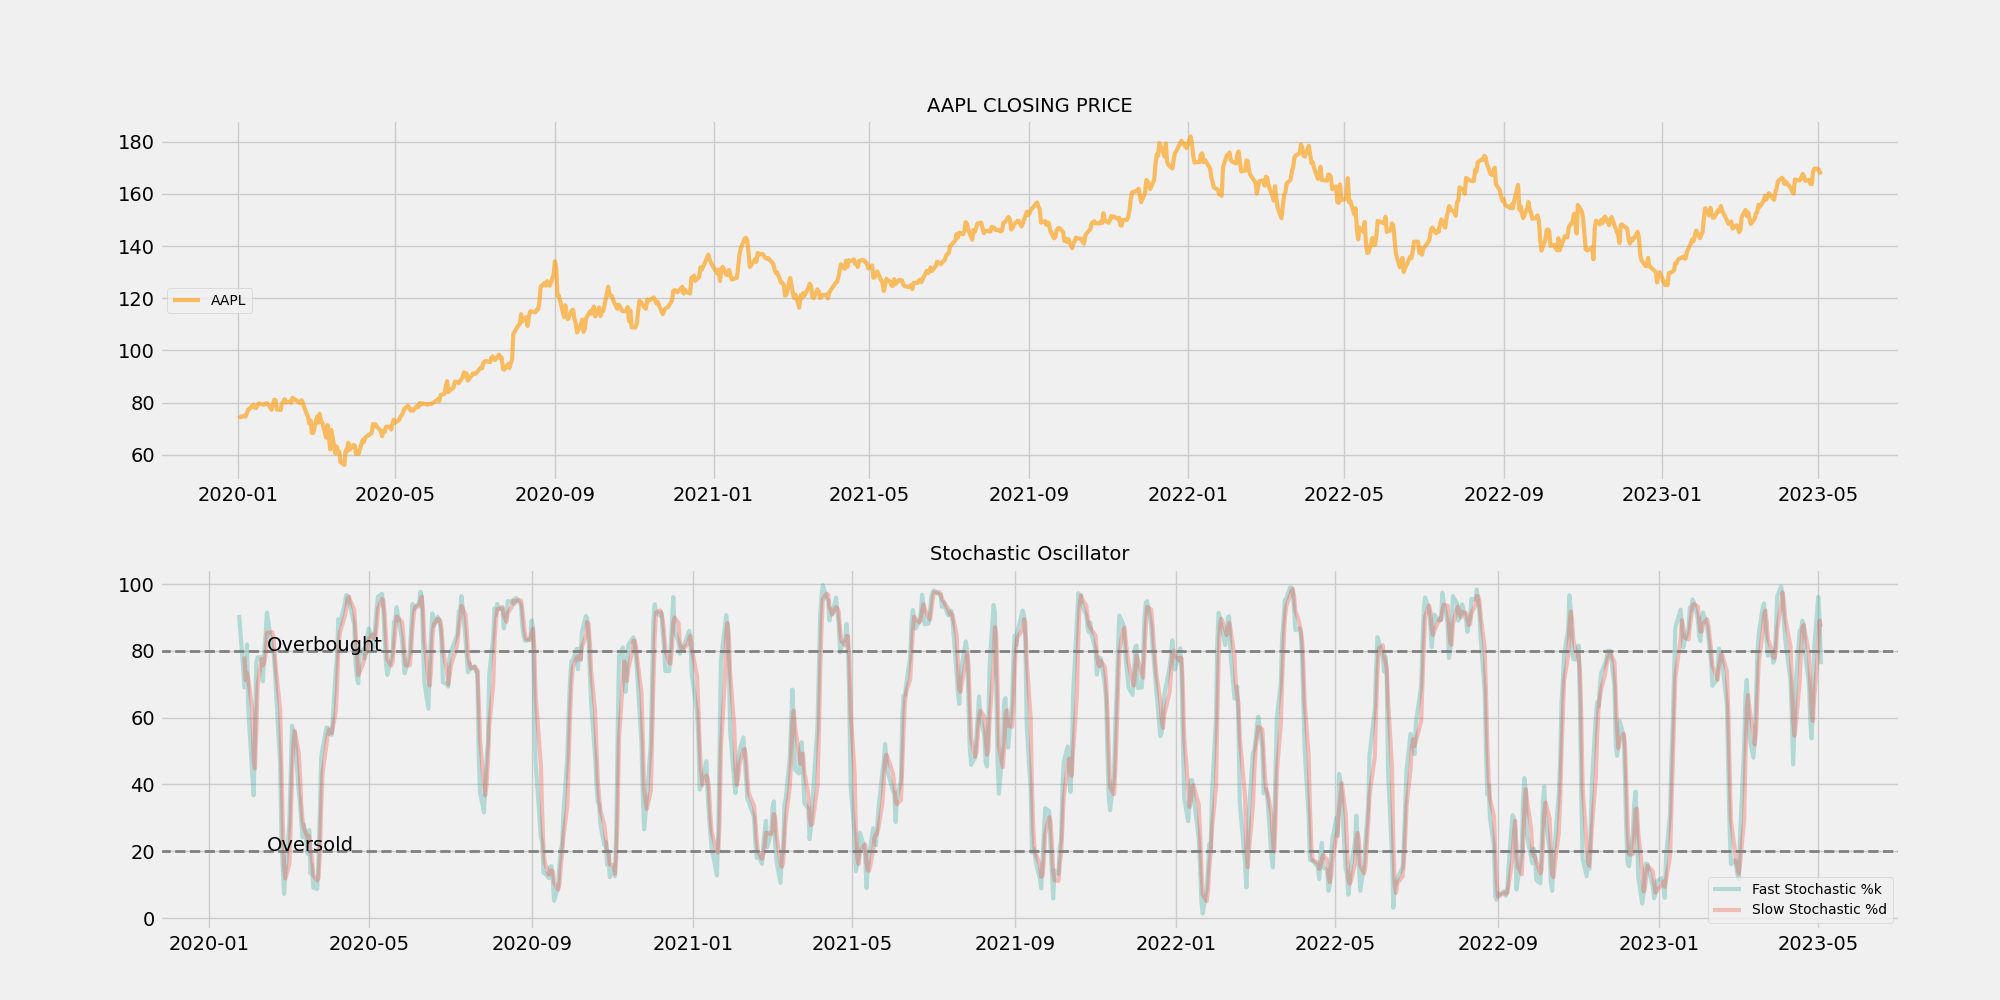 AAPL CLOSING PRICE
180
160
140
120
100
80
60
AAPL
2020-01 2020-05 2020-09 2021-01 2021-05 2021-09 2022-01 2022-05 2022-09 2023-01 2023-05
Stochastic Oscillator
100
80
60
40
20
0
Overbought
Oversold
Fast Stochastic %k
Slow Stochastic %d
2020-01 2020-05 2020-09 2021-01 2021-05 2021-09 2022-01 2022-05 2022-09 2023-01 2023-05